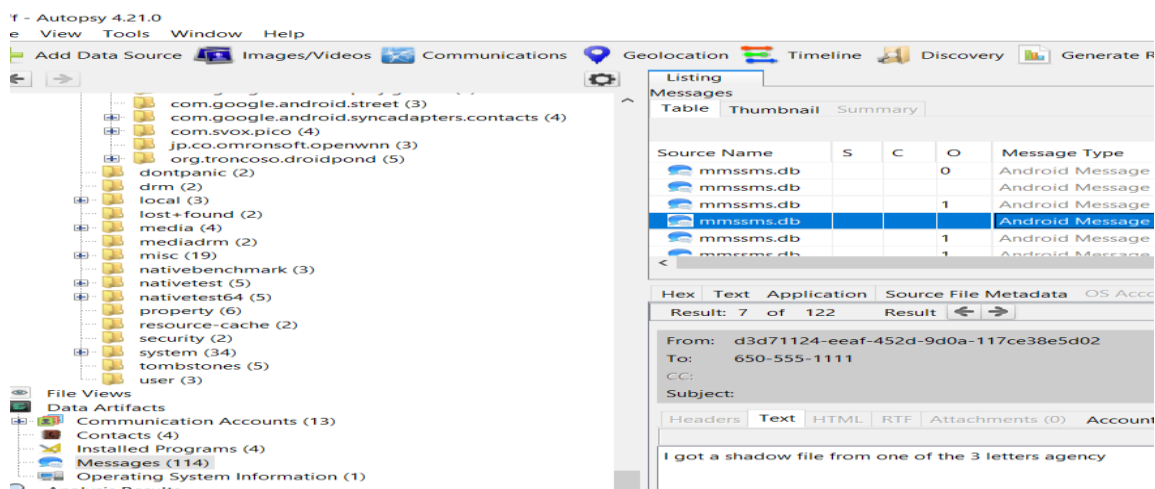 f - Autopsy 4.21.0
e View Tools Window Help
Add Data Source Images/Videos Communications Geolocation Timeline Discovery Generate R
com.google.android.street (3)
com.google.android.syncadapters.contacts (4)
com.svox.pico (4)
jp.co.omronsoft.openwnn (3)
org.troncoso.droidpond (5)
dontpanic (2)
drm (2)
local (3)
lost+found (2)
media (4)
mediadrm (2)
misc (19)
nativebenchmark (3)
nativetest (5)
nativetest64 (5)
property (6)
resource-cache (2)
security (2)
system (34)
tombstones (5)
user (3)
File Views
Data Artifacts
Communication Accounts (13)
Contacts (4)
Installed Programs (4)
Messages (114)
Operating System Information (1)
Listing
Messages
Table Thumbnail Summary
Source Name S C O Message Type
mmssms.db 0 Android Message
mmssms.db Android Message
mmssms.db 1 Android Message
mmssms.db Android Message
mmssms.db 1 Android Message
mmssms.db 1 Android Message
Hex Text Application Source File Metadata OS Acco
Result: 7 of 122 Result
From: d3d71124-eeaf-452d-9d0a-117ce38e5d02
To: 650-555-1111
CC:
Subject:
Headers Text HTML RTF Attachments (0) Account
I got a shadow file from one of the 3 letters agency